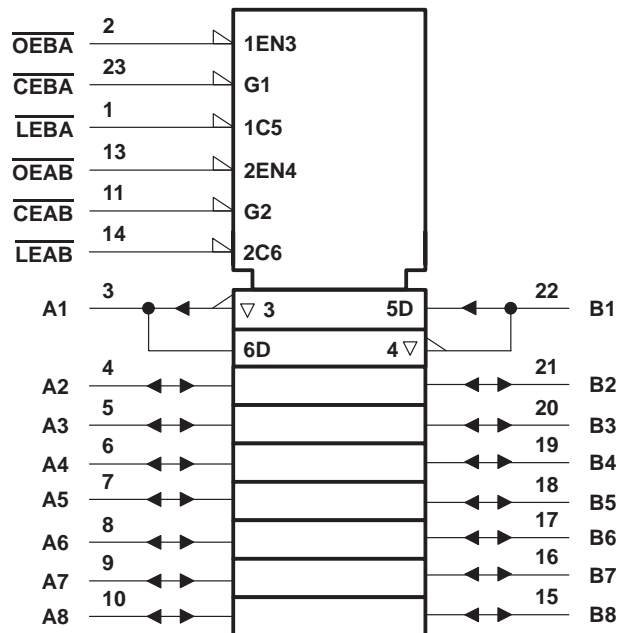 OEBA 2 1EN3
CEBA 23 G1
LEBA 1 1C5
OEAB 13 2EN4
CEAB 11 G2
LEAB 14 2C6
A1 3 ▽ 3 5D 22 B1
6D 4 ▽
A2 4 21 B2
A3 5 20 B3
A4 6 19 B4
A5 7 18 B5
A6 8 17 B6
A7 9 16 B7
A8 10 15 B8